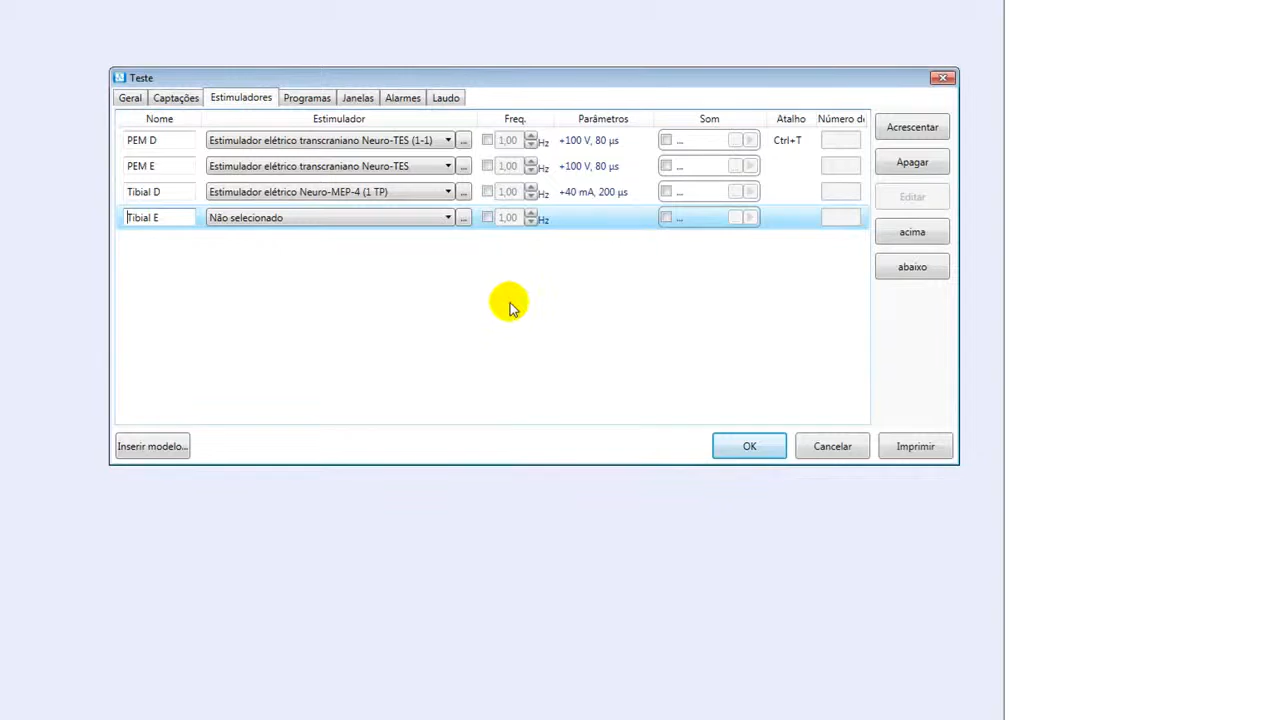 Teste
Geral Captações Estimuladores Programas Janelas Alarmes Laudo
Nome Estimulador Freq. Parâmetros Som Atalho Número d
PEM D Estimulador elétrico transcraniano Neuro-TES (1-1) ... 1,00 Hz +100 V, 80 µs ... Ctrl+T
PEM E Estimulador elétrico transcraniano Neuro-TES ... 1,00 Hz +100 V, 80 µs ...
Tibial D Estimulador elétrico Neuro-MEP-4 (1 TP) ... 1,00 Hz +40 mA, 200 µs ...
Tibial E Não selecionado ... 1,00 Hz ...
Acrescentar
Apagar
Editar
acima
abaixo
Inserir modelo... OK Cancelar Imprimir